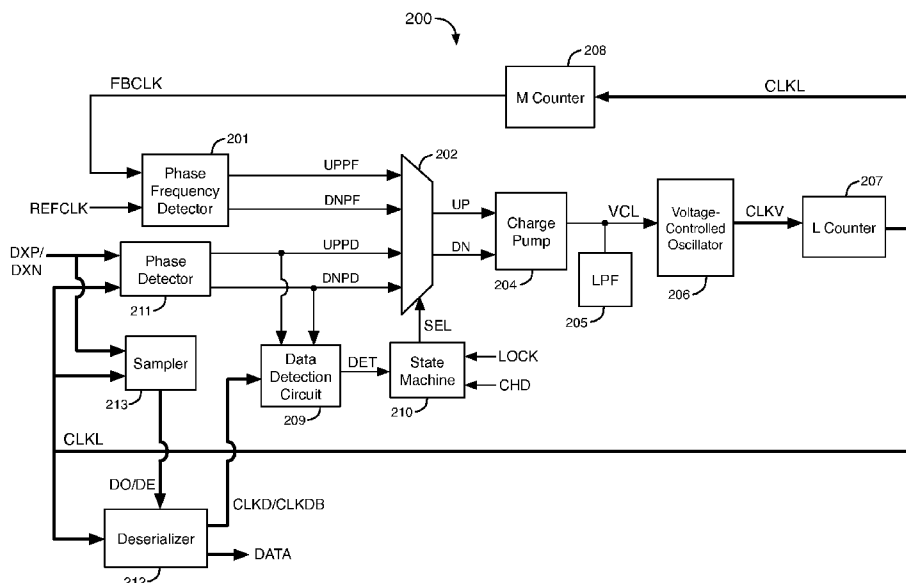 200
208
FBCLK
M Counter
CLKL
201
Phase
Frequency
Detector
UPPF
DNPF
REFCLK
202
UP
DN
Charge
Pump
204
VCL
LPF
205
Voltage-
Controlled
Oscillator
206
CLKV
207
L Counter
DXP/
DXN
Phase
Detector
211
UPPD
DNPD
SEL
Sampler
213
Data
Detection
Circuit
209
DET
State
Machine
210
LOCK
CHD
CLKL
DO/DE
CLKD/CLKDB
Deserializer
DATA